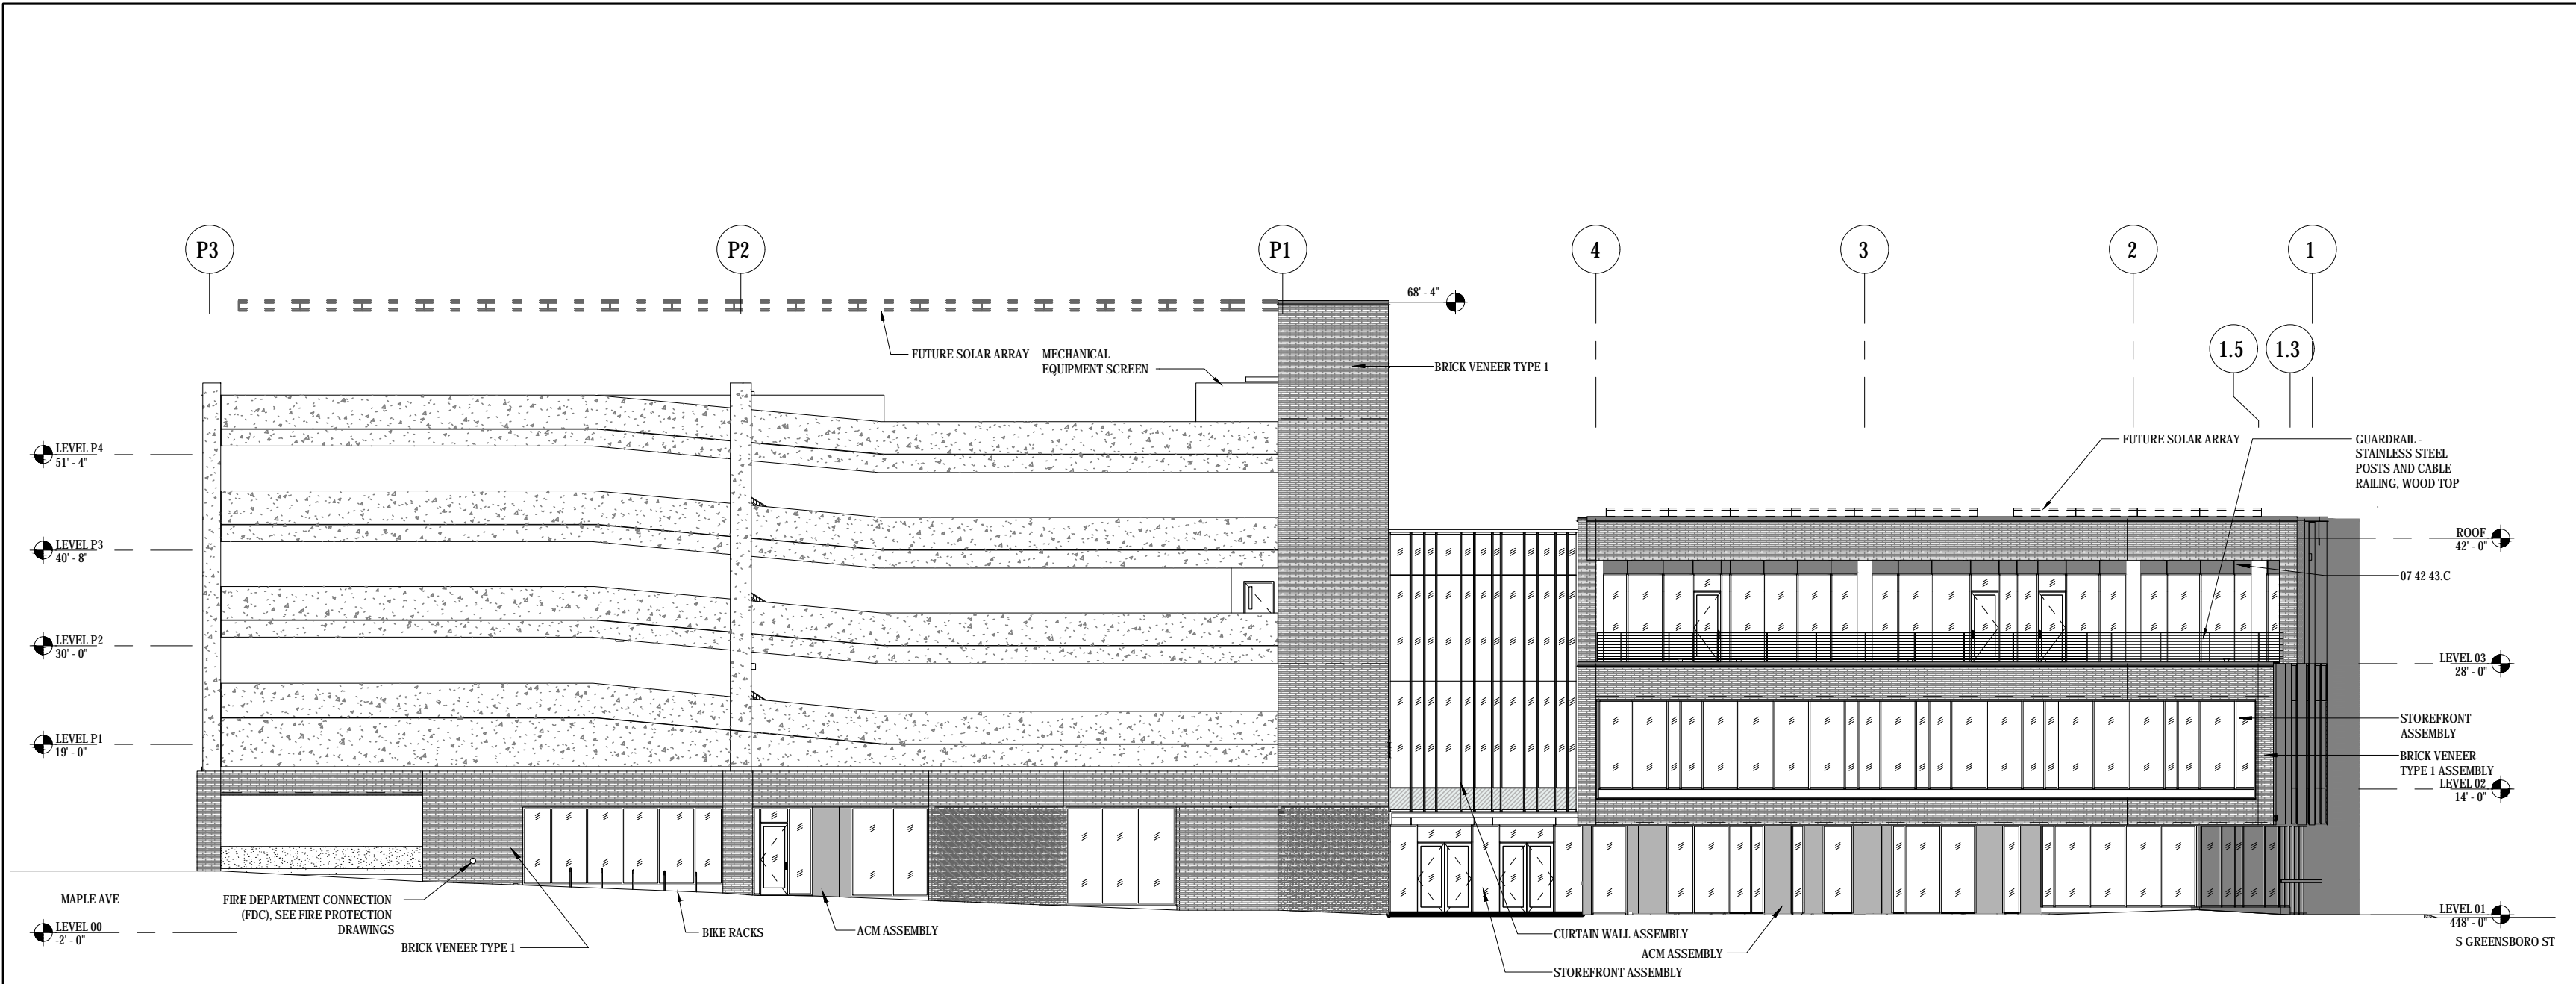 P3
P2
P1
4
3
2
1
1.5
1.3
68' - 4"
FUTURE SOLAR ARRAY
MECHANICAL
EQUIPMENT SCREEN
BRICK VENEER TYPE 1
FUTURE SOLAR ARRAY
GUARDRAIL -
STAINLESS STEEL
POSTS AND CABLE
RAILING, WOOD TOP
LEVEL P4
51' - 4"
LEVEL P3
40' - 8"
LEVEL P2
30' - 0"
LEVEL P1
19' - 0"
ROOF
42' - 0"
07 42 43.C
LEVEL 03
28' - 0"
STOREFRONT
ASSEMBLY
BRICK VENEER
TYPE 1 ASSEMBLY
LEVEL 02
14' - 0"
MAPLE AVE
LEVEL 00
-2' - 0"
FIRE DEPARTMENT CONNECTION
(FDC), SEE FIRE PROTECTION
DRAWINGS
BRICK VENEER TYPE 1
BIKE RACKS
ACM ASSEMBLY
CURTAIN WALL ASSEMBLY
ACM ASSEMBLY
STOREFRONT ASSEMBLY
LEVEL 01
448' - 0"
S GREENSBORO ST